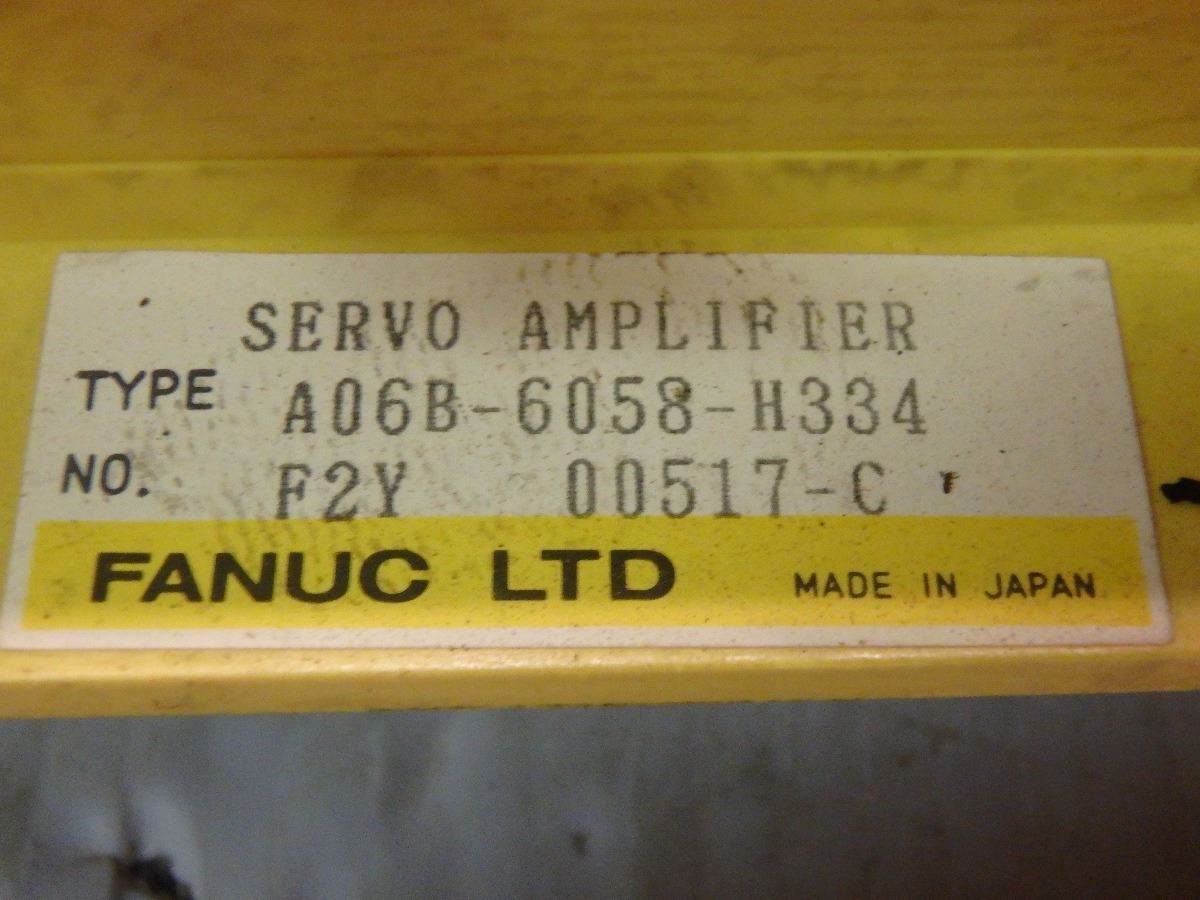 SERVO AMPLIFIER
TYPE A06B-6058-H334
NO. F2Y 00517-C
FANUC LTD MADE IN JAPAN